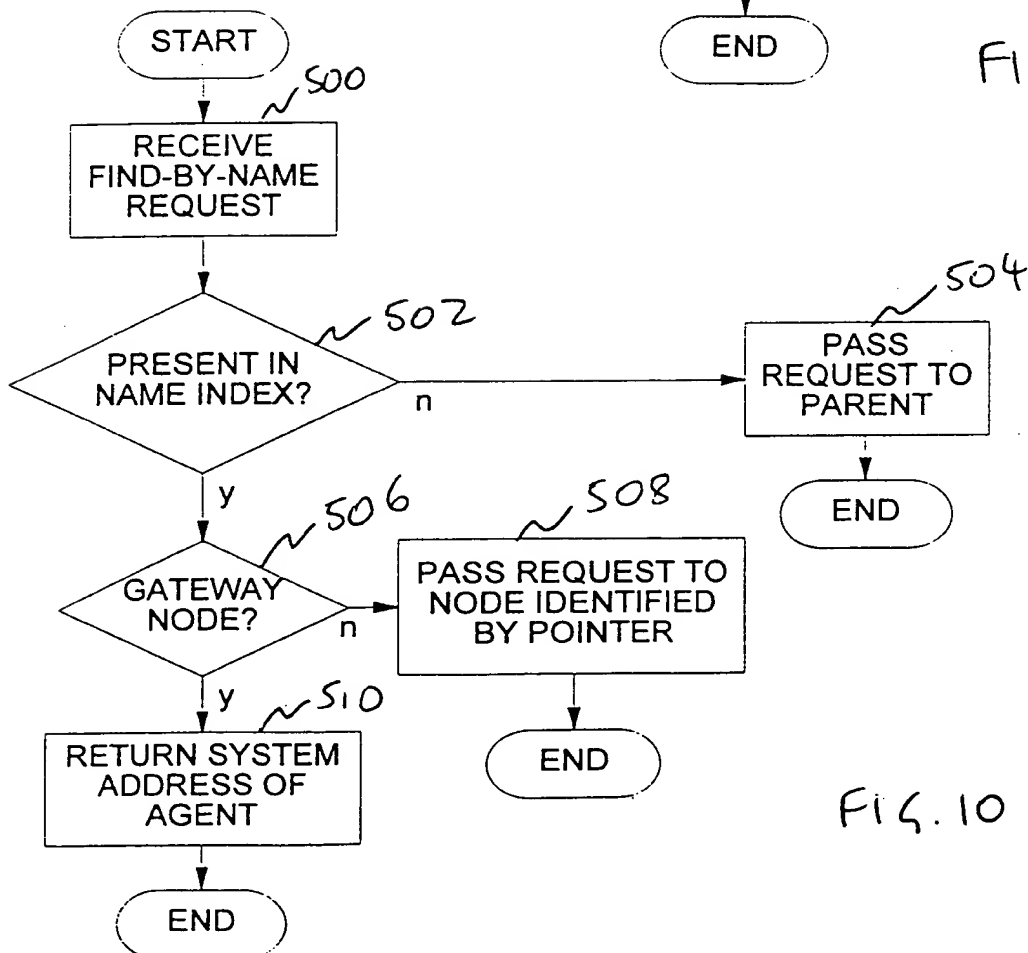 START
END
FI
500
RECEIVE
FIND-BY-NAME
REQUEST
502
PRESENT IN
NAME INDEX?
n
504
PASS
REQUEST TO
PARENT
END
y
506
GATEWAY
NODE?
n
508
PASS REQUEST TO
NODE IDENTIFIED
BY POINTER
END
y
510
RETURN SYSTEM
ADDRESS OF
AGENT
END
FIG. 10